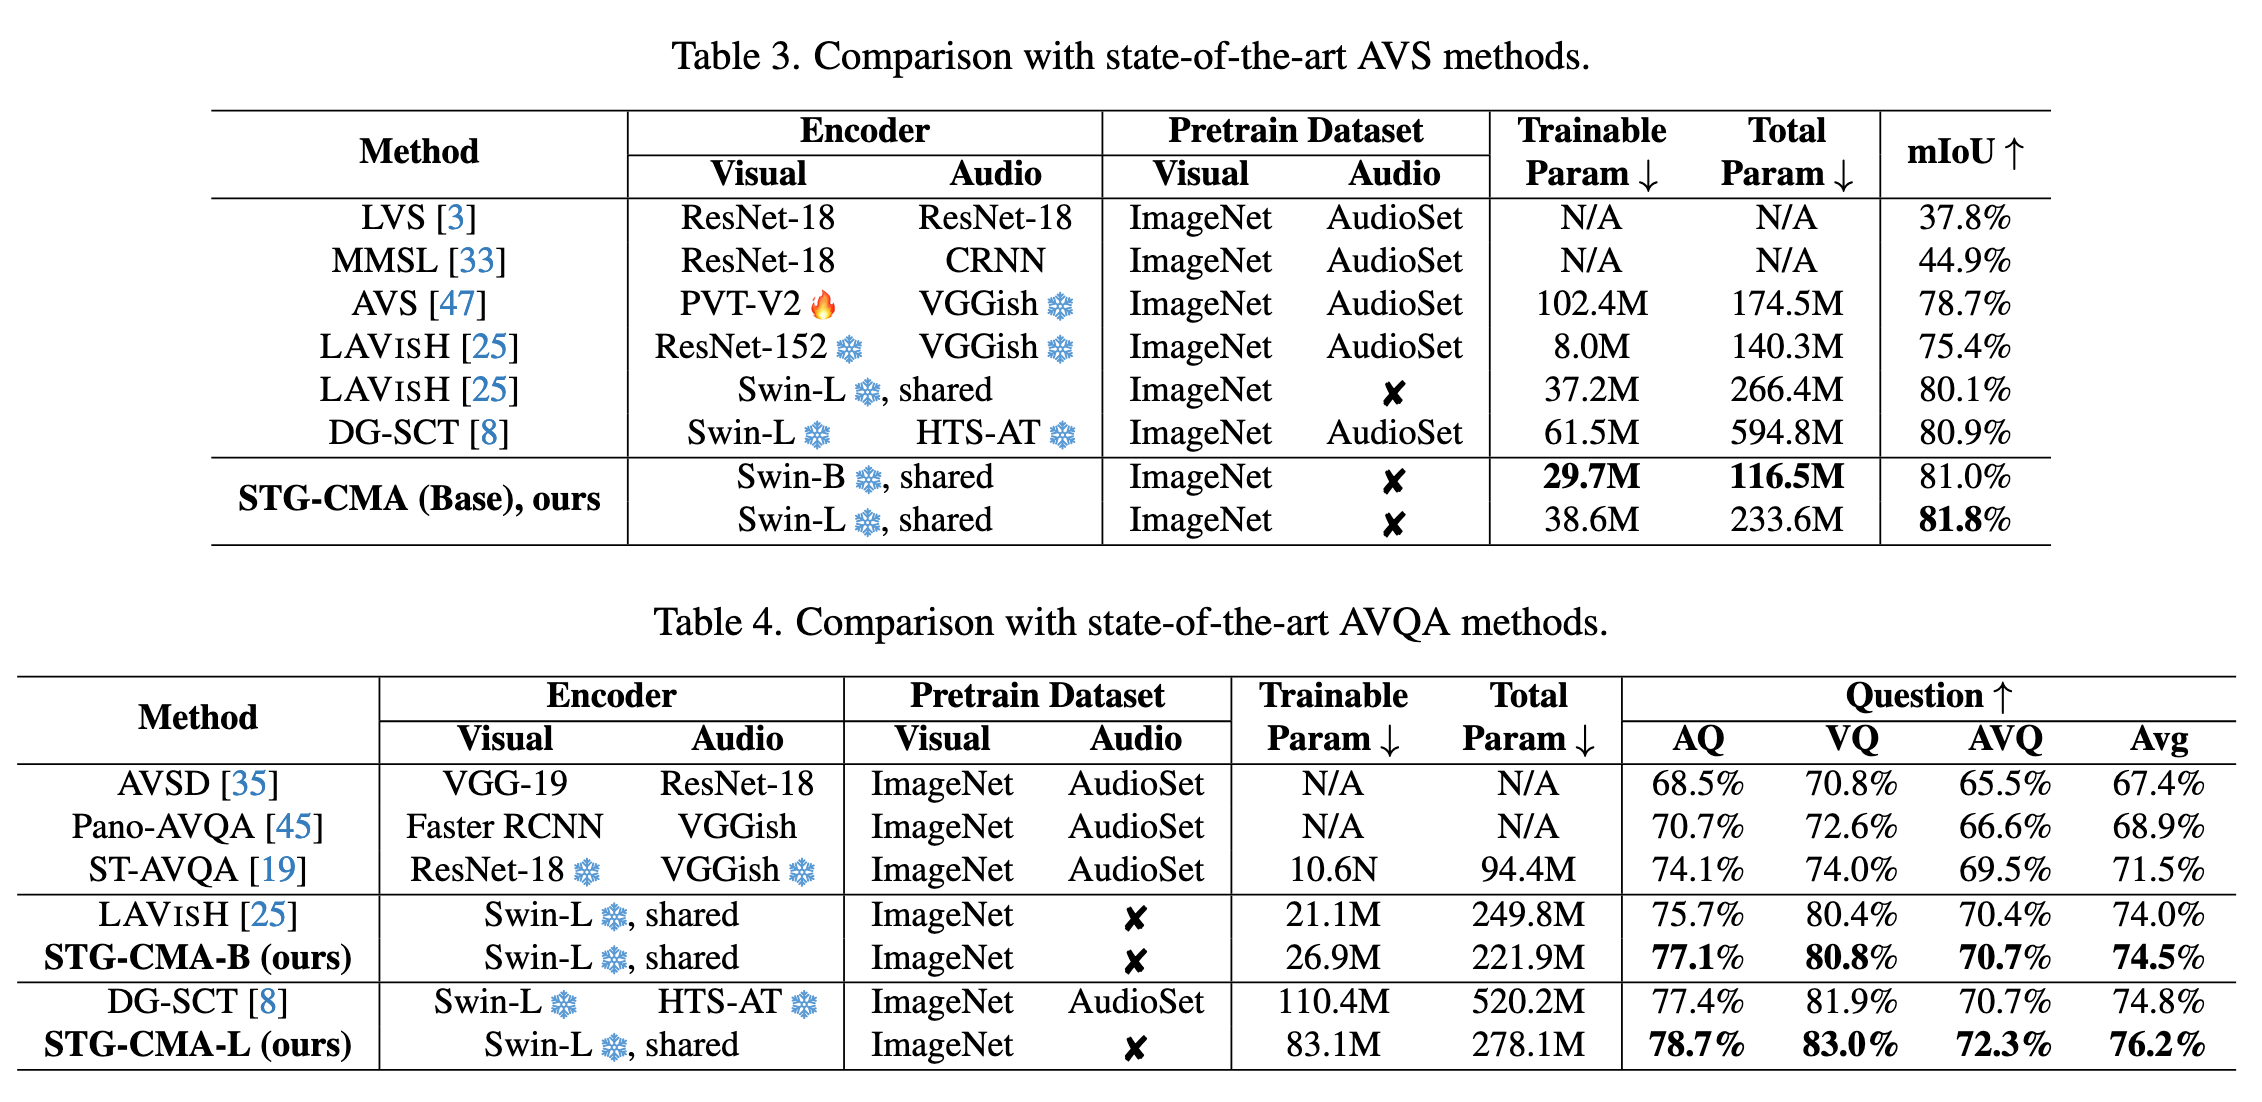 Table 3. Comparison with state-of-the-art AVS methods.
Method Encoder Pretrain Dataset Trainable Param ↓ Total Param ↓ mIoU ↑
Visual Audio Visual Audio
LVS [3] ResNet-18 ResNet-18 ImageNet AudioSet N/A N/A 37.8%
MMSL [33] ResNet-18 CRNN ImageNet AudioSet N/A N/A 44.9%
AVS [47] PVT-V2 🔥 VGGish ❄ ImageNet AudioSet 102.4M 174.5M 78.7%
LAVISH [25] ResNet-152 ❄ VGGish ❄ ImageNet AudioSet 8.0M 140.3M 75.4%
LAVISH [25] Swin-L ❄, shared ImageNet ✘ 37.2M 266.4M 80.1%
DG-SCT [8] Swin-L ❄ HTS-AT ❄ ImageNet AudioSet 61.5M 594.8M 80.9%
STG-CMA (Base), ours Swin-B ❄, shared ImageNet ✘ 29.7M 116.5M 81.0%
Swin-L ❄, shared ImageNet ✘ 38.6M 233.6M 81.8%
Table 4. Comparison with state-of-the-art AVQA methods.
Method Encoder Pretrain Dataset Trainable Param ↓ Total Param ↓ Question ↑
Visual Audio Visual Audio AQ VQ AVQ Avg
AVSD [35] VGG-19 ResNet-18 ImageNet AudioSet N/A N/A 68.5% 70.8% 65.5% 67.4%
Pano-AVQA [45] Faster RCNN VGGish ImageNet AudioSet N/A N/A 70.7% 72.6% 66.6% 68.9%
ST-AVQA [19] ResNet-18 ❄ VGGish ❄ ImageNet AudioSet 10.6N 94.4M 74.1% 74.0% 69.5% 71.5%
LAVISH [25] Swin-L ❄, shared ImageNet ✘ 21.1M 249.8M 75.7% 80.4% 70.4% 74.0%
STG-CMA-B (ours) Swin-L ❄, shared ImageNet ✘ 26.9M 221.9M 77.1% 80.8% 70.7% 74.5%
DG-SCT [8] Swin-L ❄ HTS-AT ❄ ImageNet AudioSet 110.4M 520.2M 77.4% 81.9% 70.7% 74.8%
STG-CMA-L (ours) Swin-L ❄, shared ImageNet ✘ 83.1M 278.1M 78.7% 83.0% 72.3% 76.2%